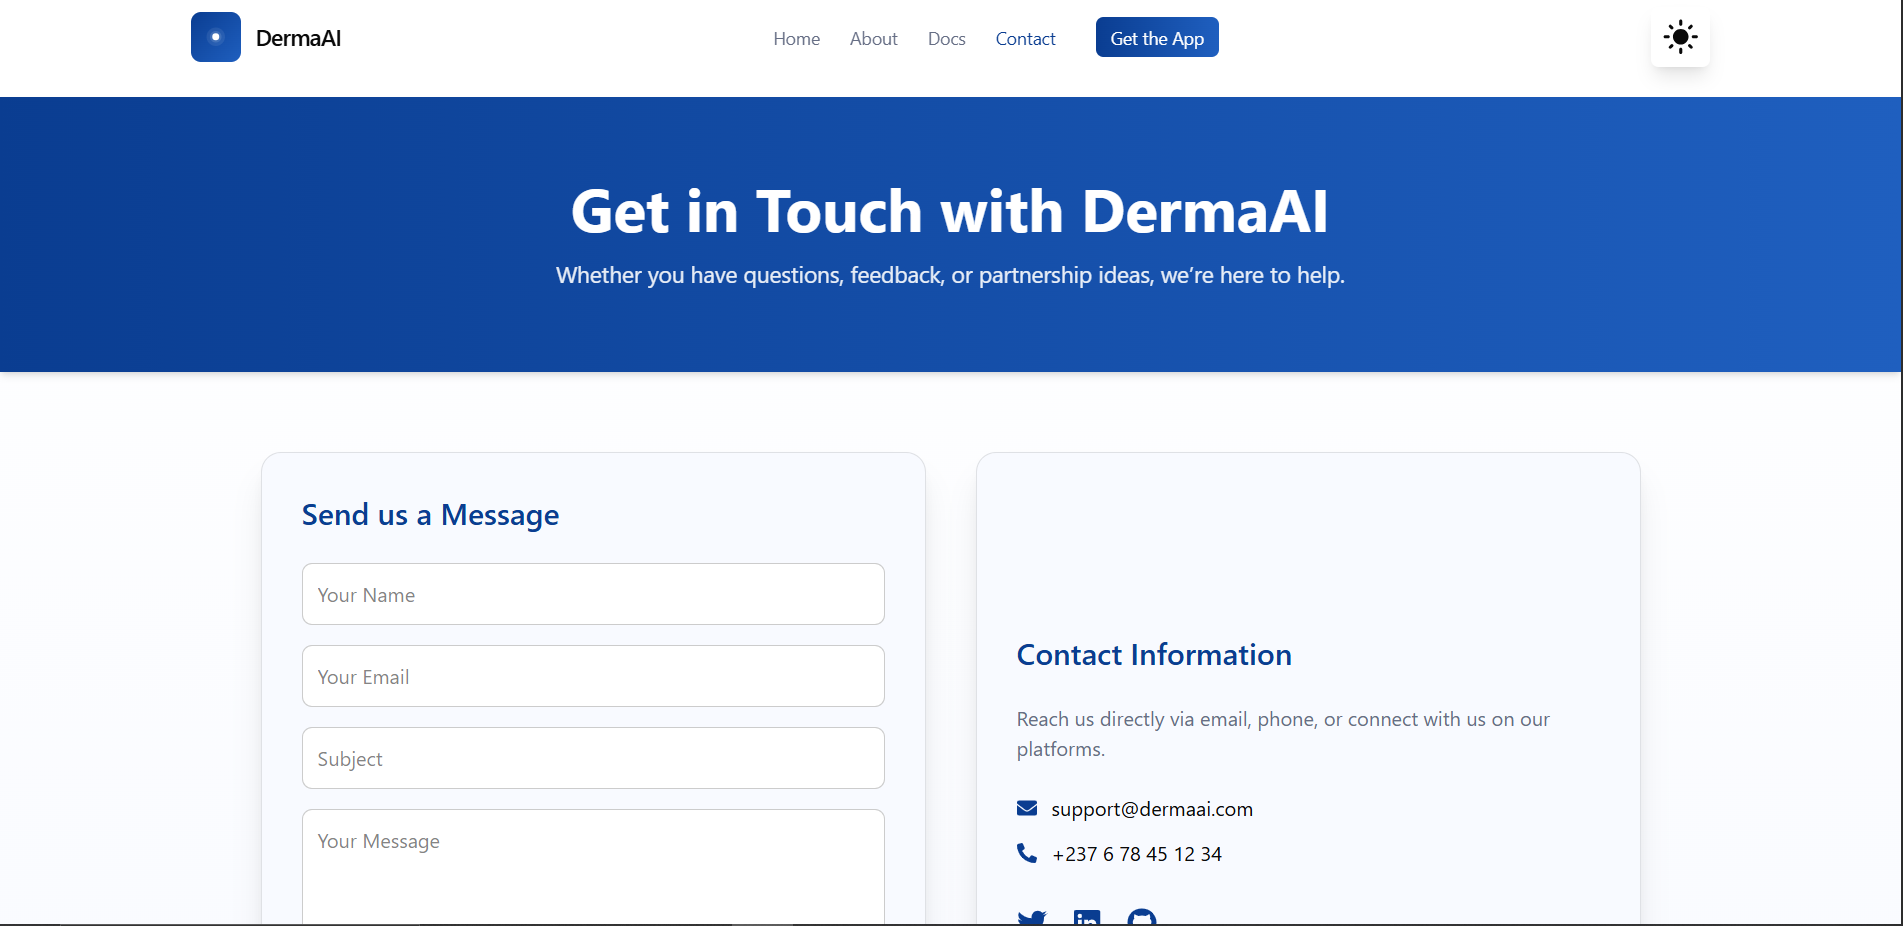 DermaAI
Home
About
Docs
Contact
Get the App
Get in Touch with DermaAI
Whether you have questions, feedback, or partnership ideas, we’re here to help.
Send us a Message
Your Name
Your Email
Subject
Your Message
Contact Information
Reach us directly via email, phone, or connect with us on our
platforms.
support@dermaai.com
+237 6 78 45 12 34